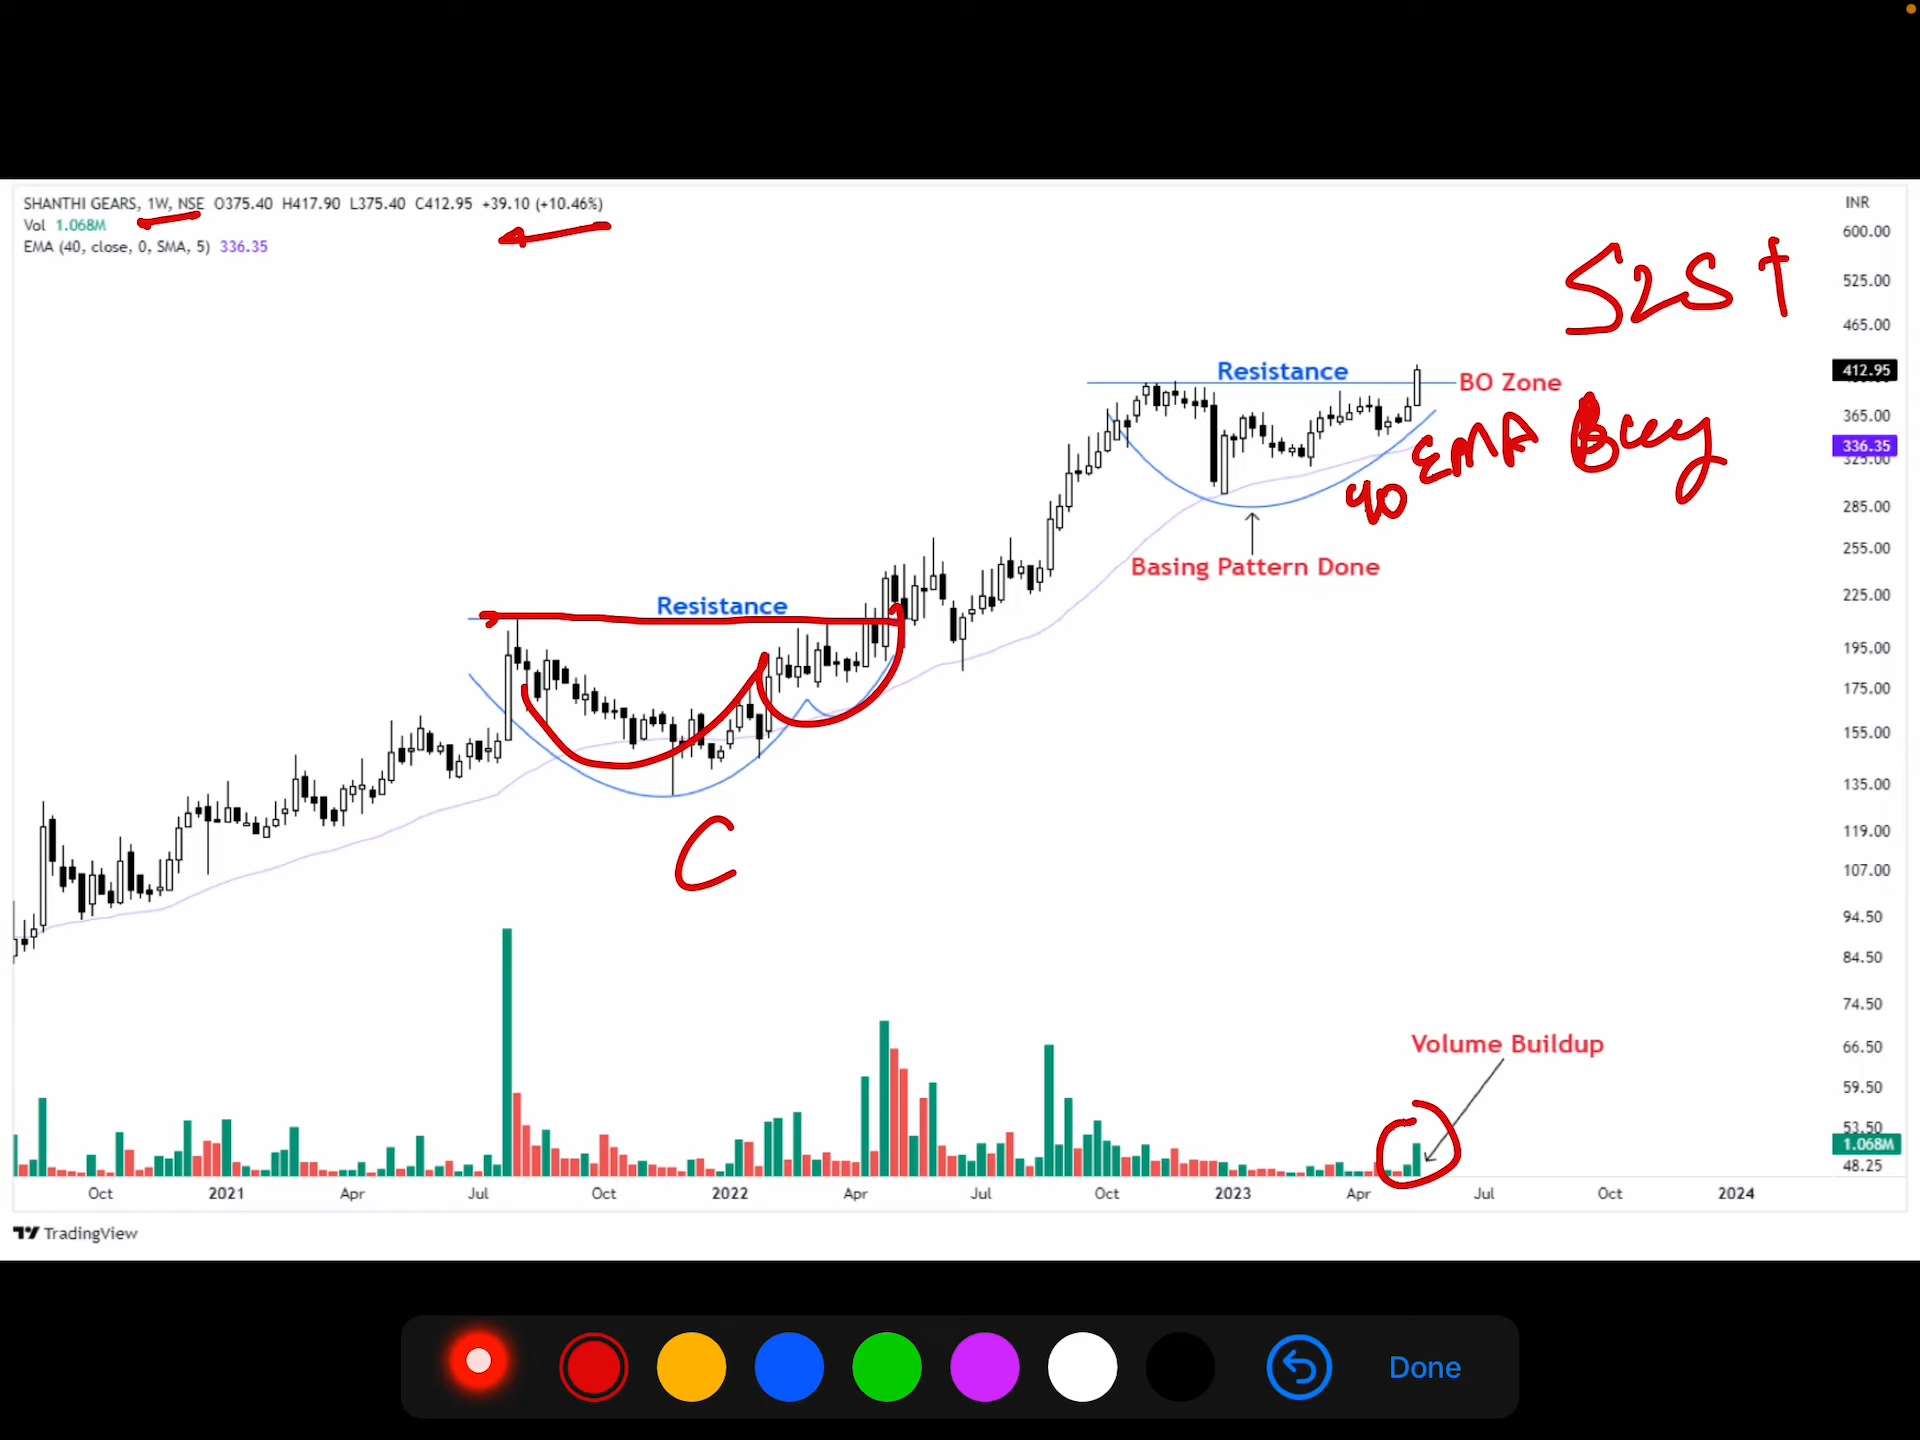 SHANTHI GEARS, 1W, NSE O375.40 H417.90 L375.40 C412.95 +39.10 (+10.46%)
INR
Vol 1.068M
EMA (40, close, 0, SMA, 5) 336.35
600.00
525.00
465.00
412.95
365.00
336.35
325.00
285.00
255.00
225.00
195.00
175.00
155.00
135.00
119.00
107.00
94.50
84.50
74.50
66.50
59.50
53.50
1.068M
48.25
Resistance
BO Zone
40 EMA Buy
Basing Pattern Done
Resistance
C
Volume Buildup
Oct 2021 Apr Jul Oct 2022 Apr Jul Oct 2023 Apr Jul Oct 2024
TradingView
Done